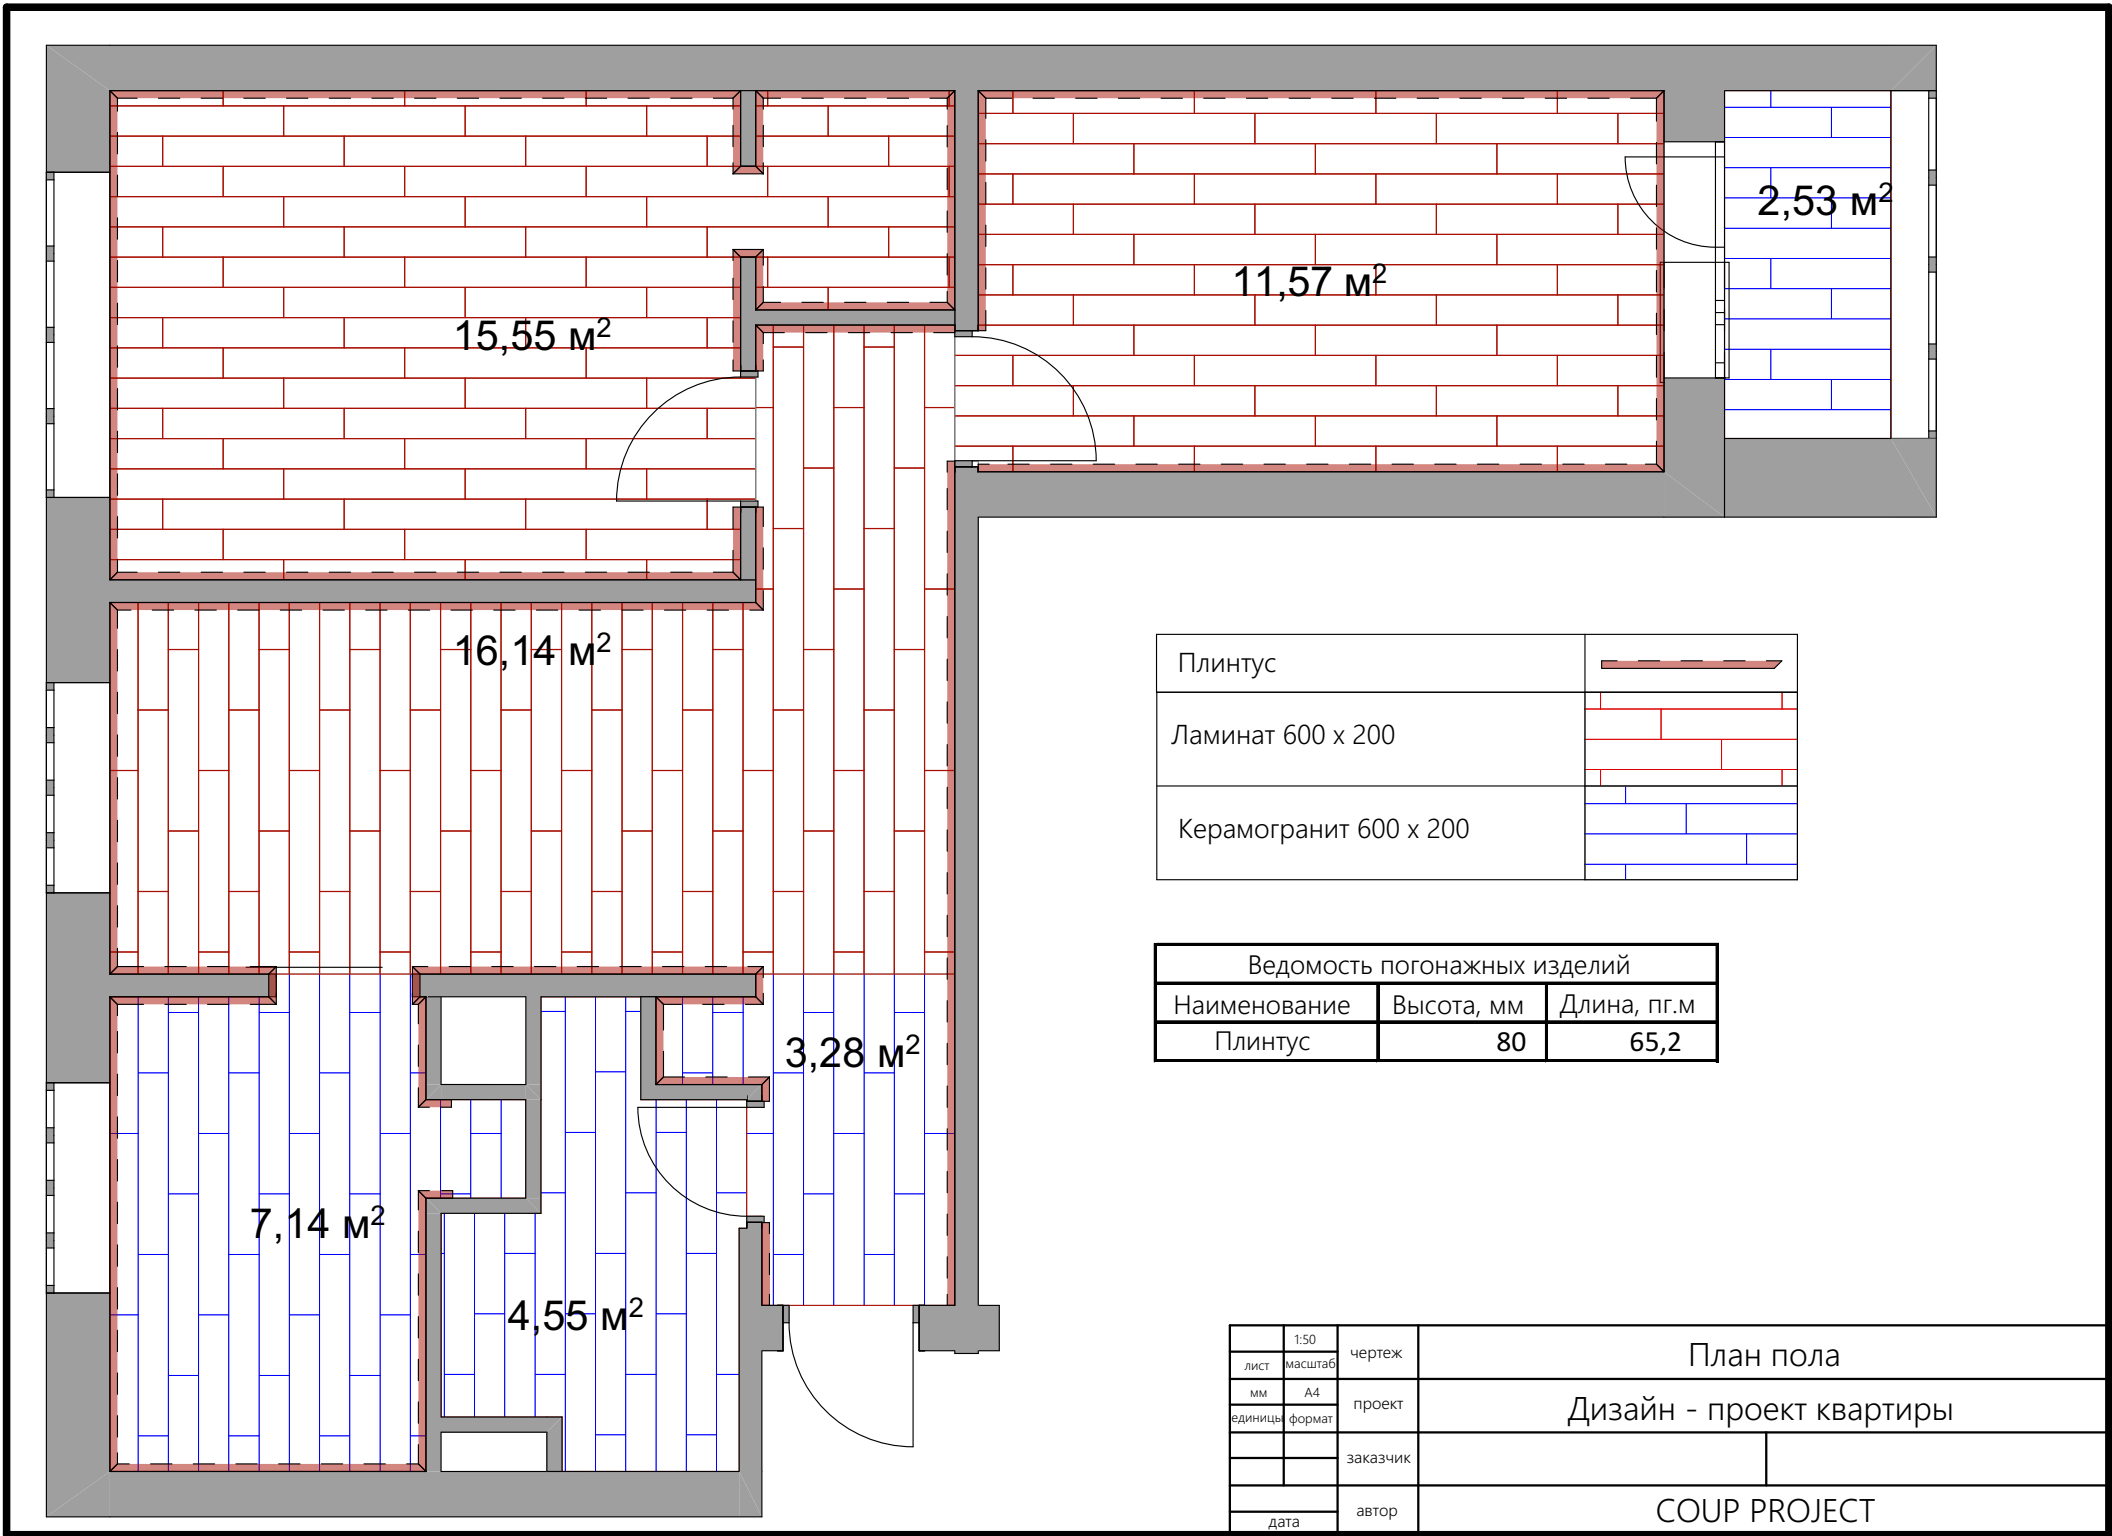 2,53 м²
11,57 м²
15,55 м²
16,14 м²
Плинтус
Ламинат 600 x 200
Керамогранит 600 x 200
Ведомость погонажных изделий
Наименование Высота, мм Длина, пг.м
Плинтус 80 65,2
3,28 м²
7,14 м²
4,55 м²
1:50
лист масштаб чертеж План пола
мм А4
единицы формат проект Дизайн - проект квартиры
заказчик
дата автор COUP PROJECT